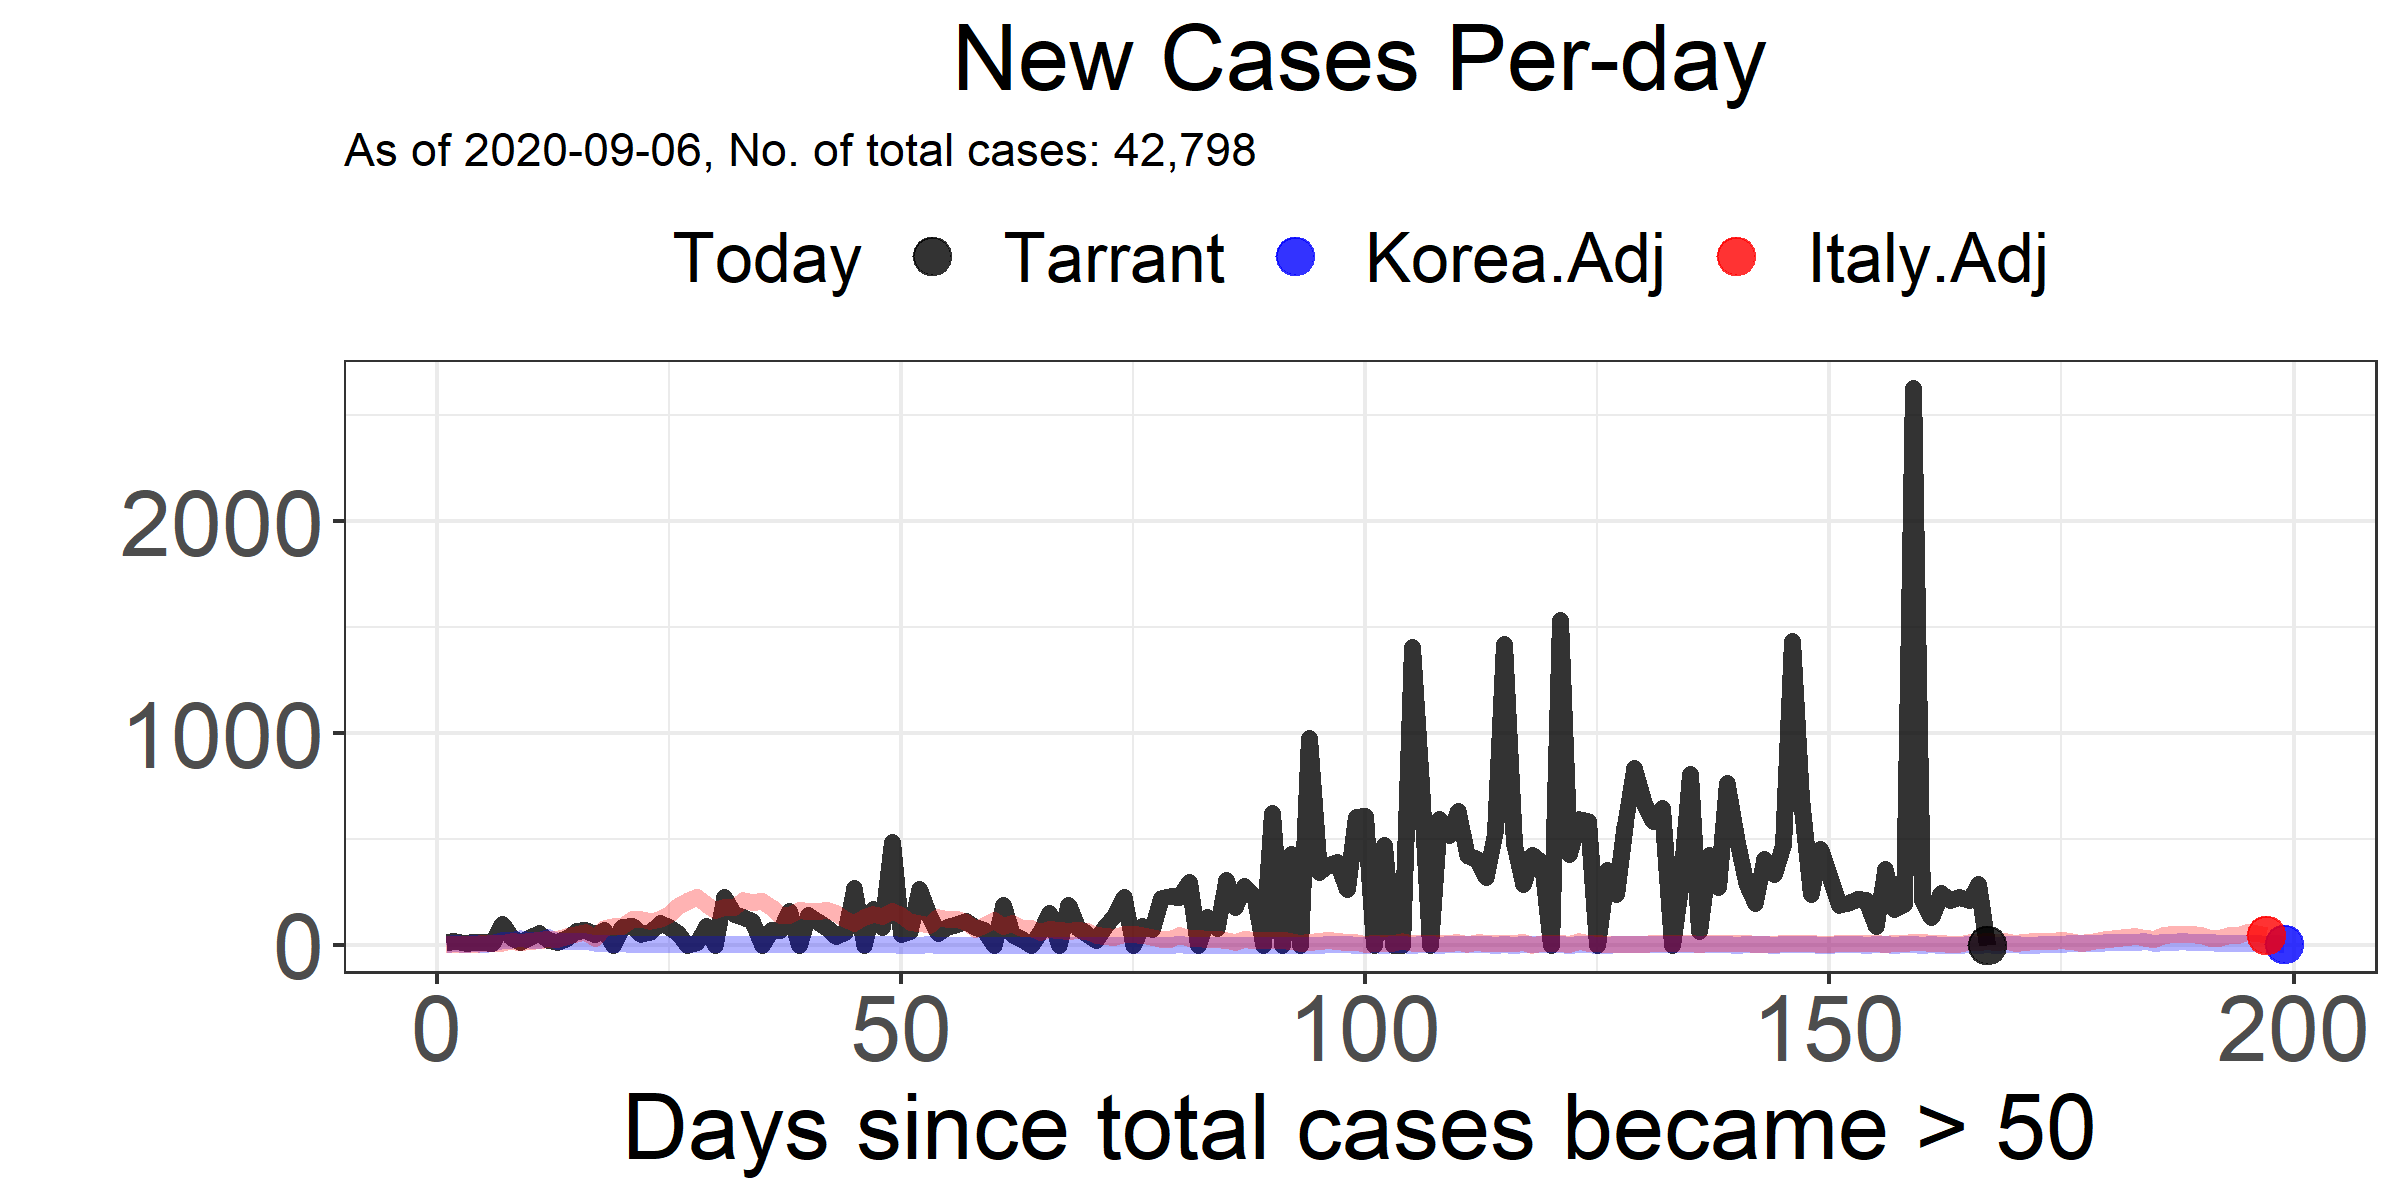 New Cases Per-day
As of 2020-09-06, No. of total cases: 42,798
Today Tarrant Korea.Adj Italy.Adj
2000
1000
0
0 50 100 150 200
Days since total cases became > 50